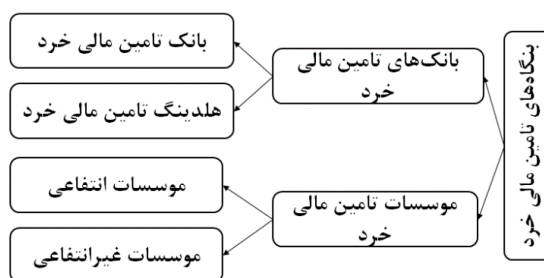 بنگاه‌های تامین مالی خرد
بانک‌های تامین مالی
خرد
بانک تامین مالی خرد
هلدینگ تامین مالی خرد
موسسات تامین مالی
خرد
موسسات انتفاعی
موسسات غیرانتفاعی